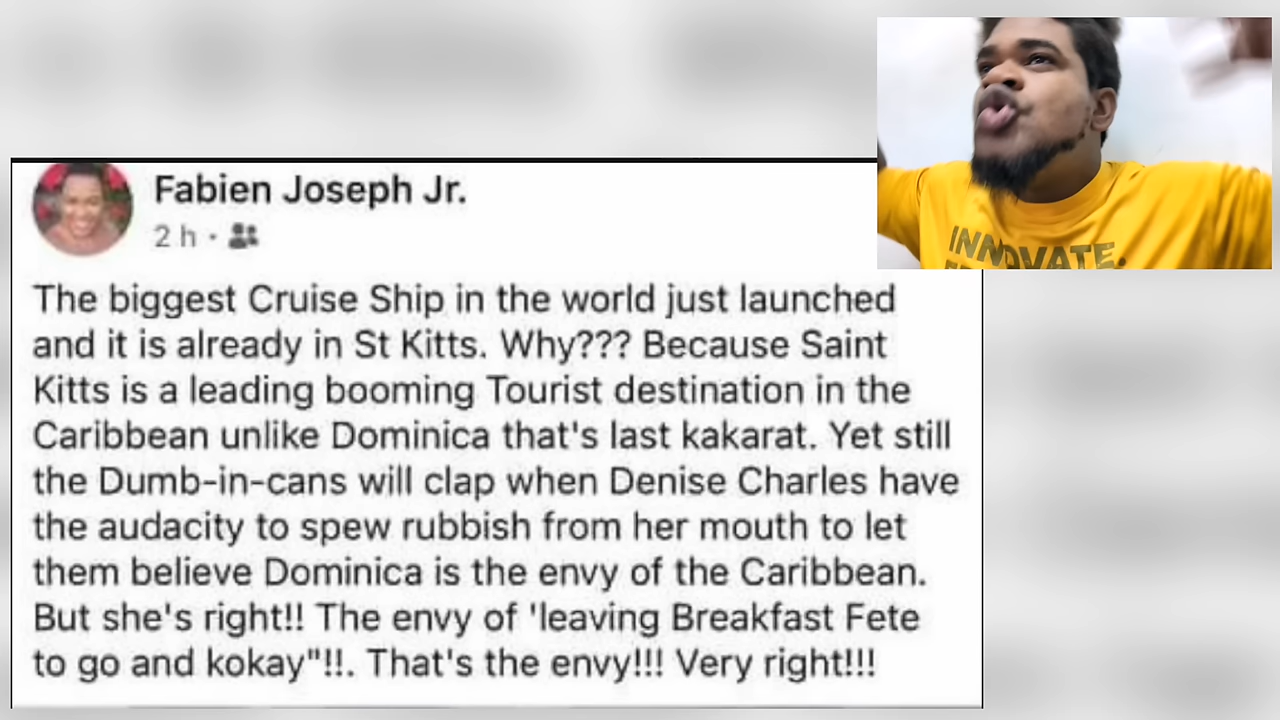 Fabien Joseph Jr.
2 h ·
The biggest Cruise Ship in the world just launched
and it is already in St Kitts. Why??? Because Saint
Kitts is a leading booming Tourist destination in the
Caribbean unlike Dominica that's last kakarat. Yet still
the Dumb-in-cans will clap when Denise Charles have
the audacity to spew rubbish from her mouth to let
them believe Dominica is the envy of the Caribbean.
But she's right!! The envy of 'leaving Breakfast Fete
to go and kokay"!!. That's the envy!!! Very right!!!
INNOVATE.